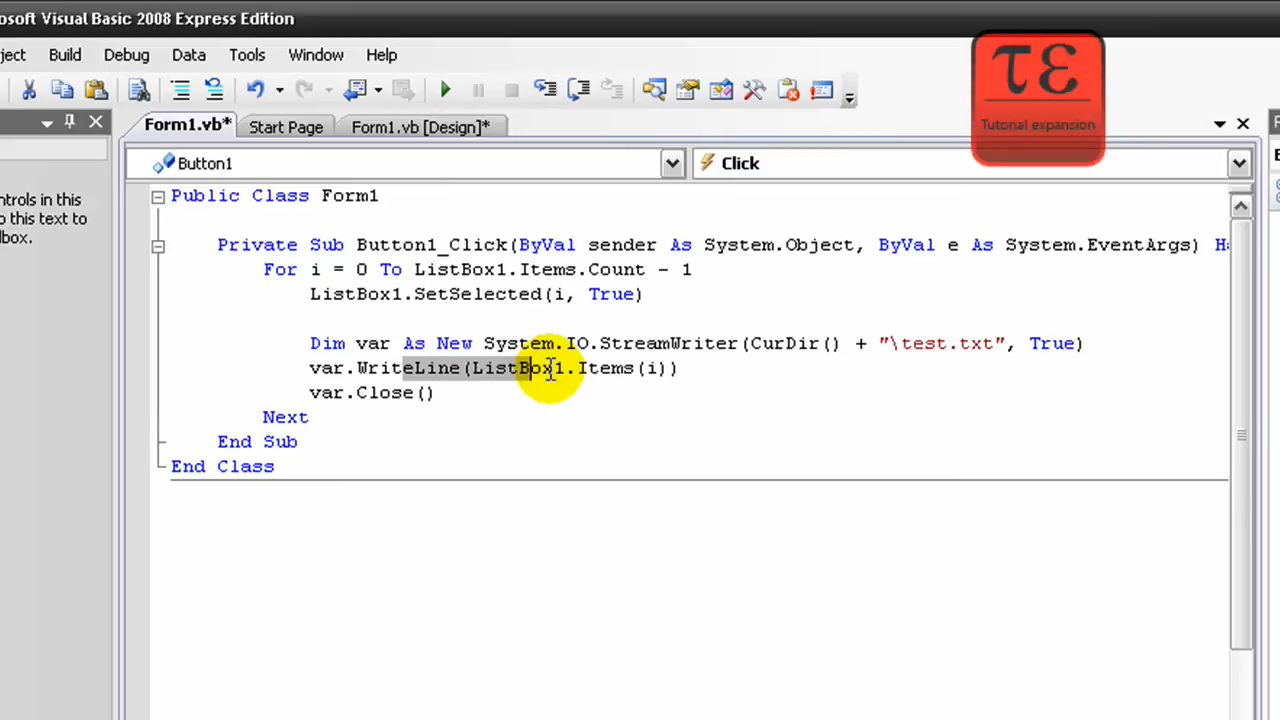 osoft Visual Basic 2008 Express Edition
ject Build Debug Data Tools Window Help
τε
Tutorial expansion
Form1.vb* Start Page Form1.vb [Design]*
Button1 Click
ntrols in this
o this text to
lbox.
Public Class Form1
Private Sub Button1_Click(ByVal sender As System.Object, ByVal e As System.EventArgs) Ha
For i = 0 To ListBox1.Items.Count - 1
ListBox1.SetSelected(i, True)
Dim var As New System.IO.StreamWriter(CurDir() + "\test.txt", True)
var.WriteLine(ListBox1.Items(i))
var.Close()
Next
End Sub
End Class